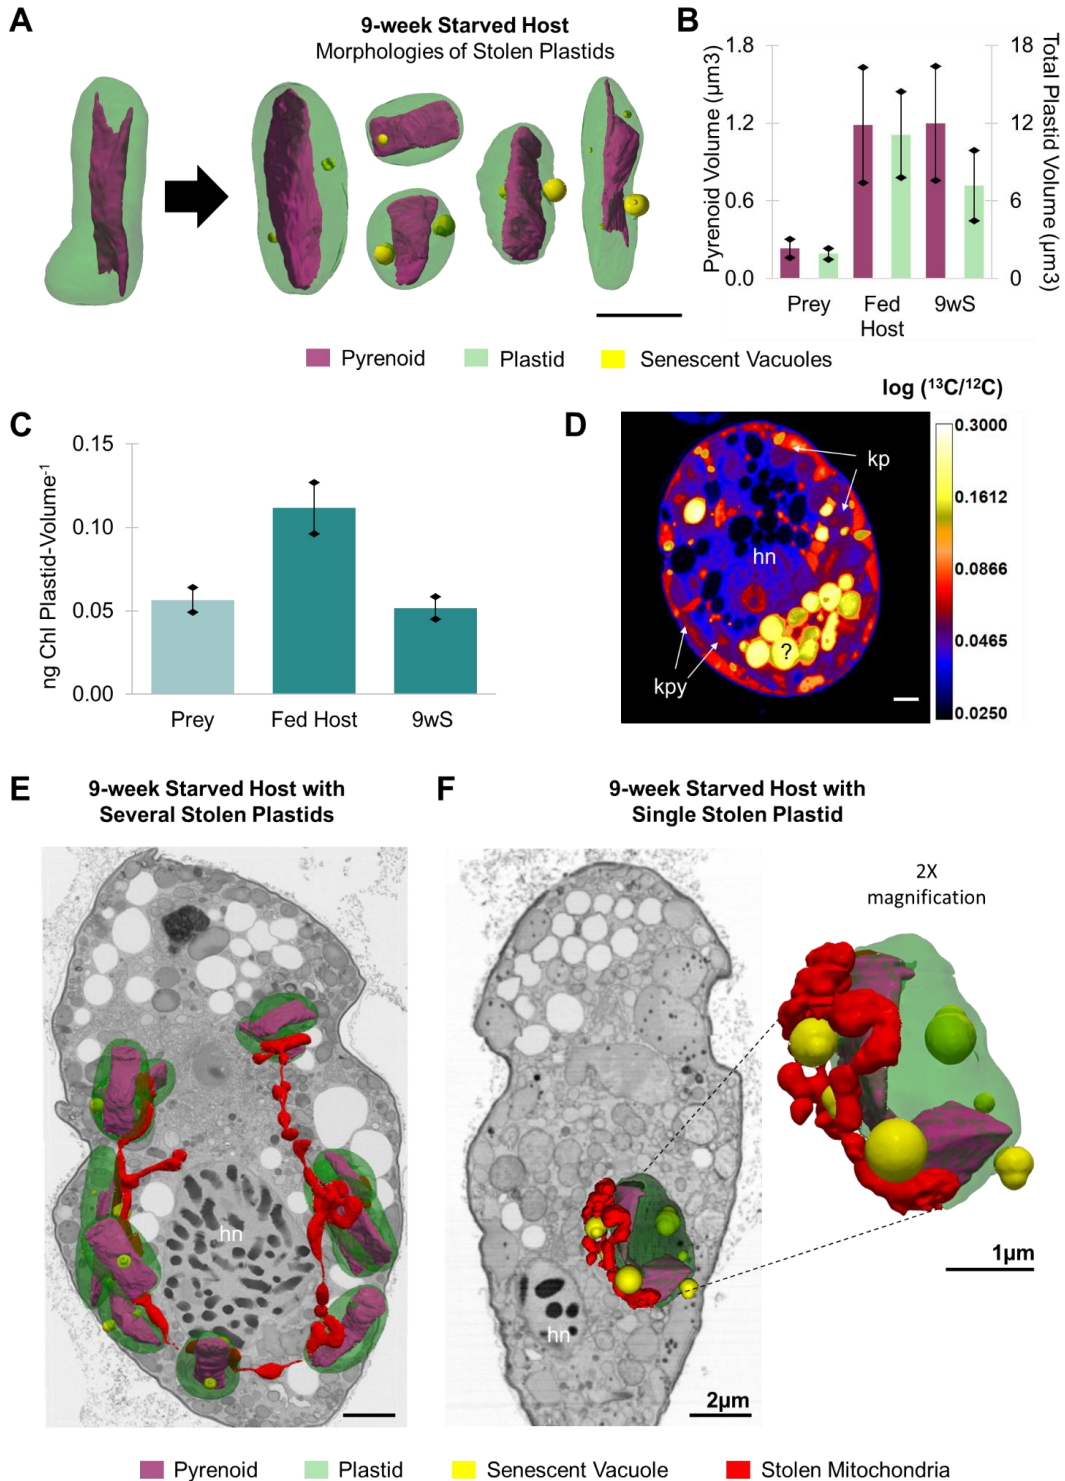 A
9-week Starved Host
Morphologies of Stolen Plastids
B
Pyrenoid Volume (µm3)
1.8
1.2
0.6
0.0
18
12
6
0
Total Plastid Volume (µm3)
Prey
Fed
Host
9wS
Pyrenoid
Plastid
Senescent Vacuoles
C
ng Chl Plastid-Volume⁻¹
0.15
0.10
0.05
0.00
Prey
Fed Host
9wS
D
log (¹³C/¹²C)
kp
hn
?
kpy
0.3000
0.1612
0.0866
0.0465
0.0250
E
9-week Starved Host with
Several Stolen Plastids
hn
F
9-week Starved Host with
Single Stolen Plastid
2X
magnification
hn
1µm
2µm
Pyrenoid
Plastid
Senescent Vacuole
Stolen Mitochondria